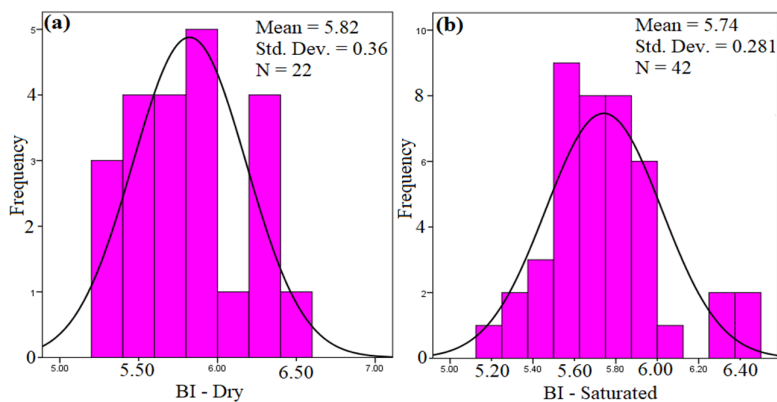 (a)
Mean = 5.82
Std. Dev. = 0.36
N = 22
Frequency
5
4
3
2
1
0
5.00 5.50 6.00 6.50 7.00
BI - Dry
(b)
Mean = 5.74
Std. Dev. = 0.281
N = 42
Frequency
10
8
6
4
2
0
5.00 5.20 5.40 5.60 5.80 6.00 6.20 6.40
BI - Saturated